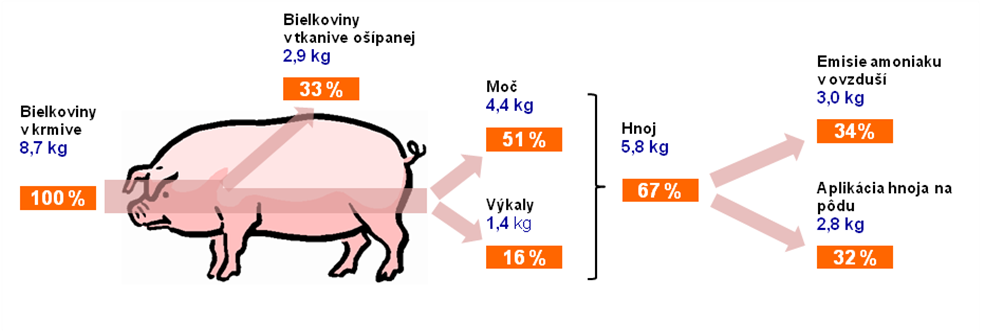 Bielkoviny
v krmive
8,7 kg
100 %
Bielkoviny
v tkanive ošípanej
2,9 kg
33 %
Moč
4,4 kg
51 %
Výkaly
1,4 kg
16 %
Hnoj
5,8 kg
67 %
Emisie amoniaku
v ovzduší
3,0 kg
34%
Aplikácia hnoja na
pôdu
2,8 kg
32 %